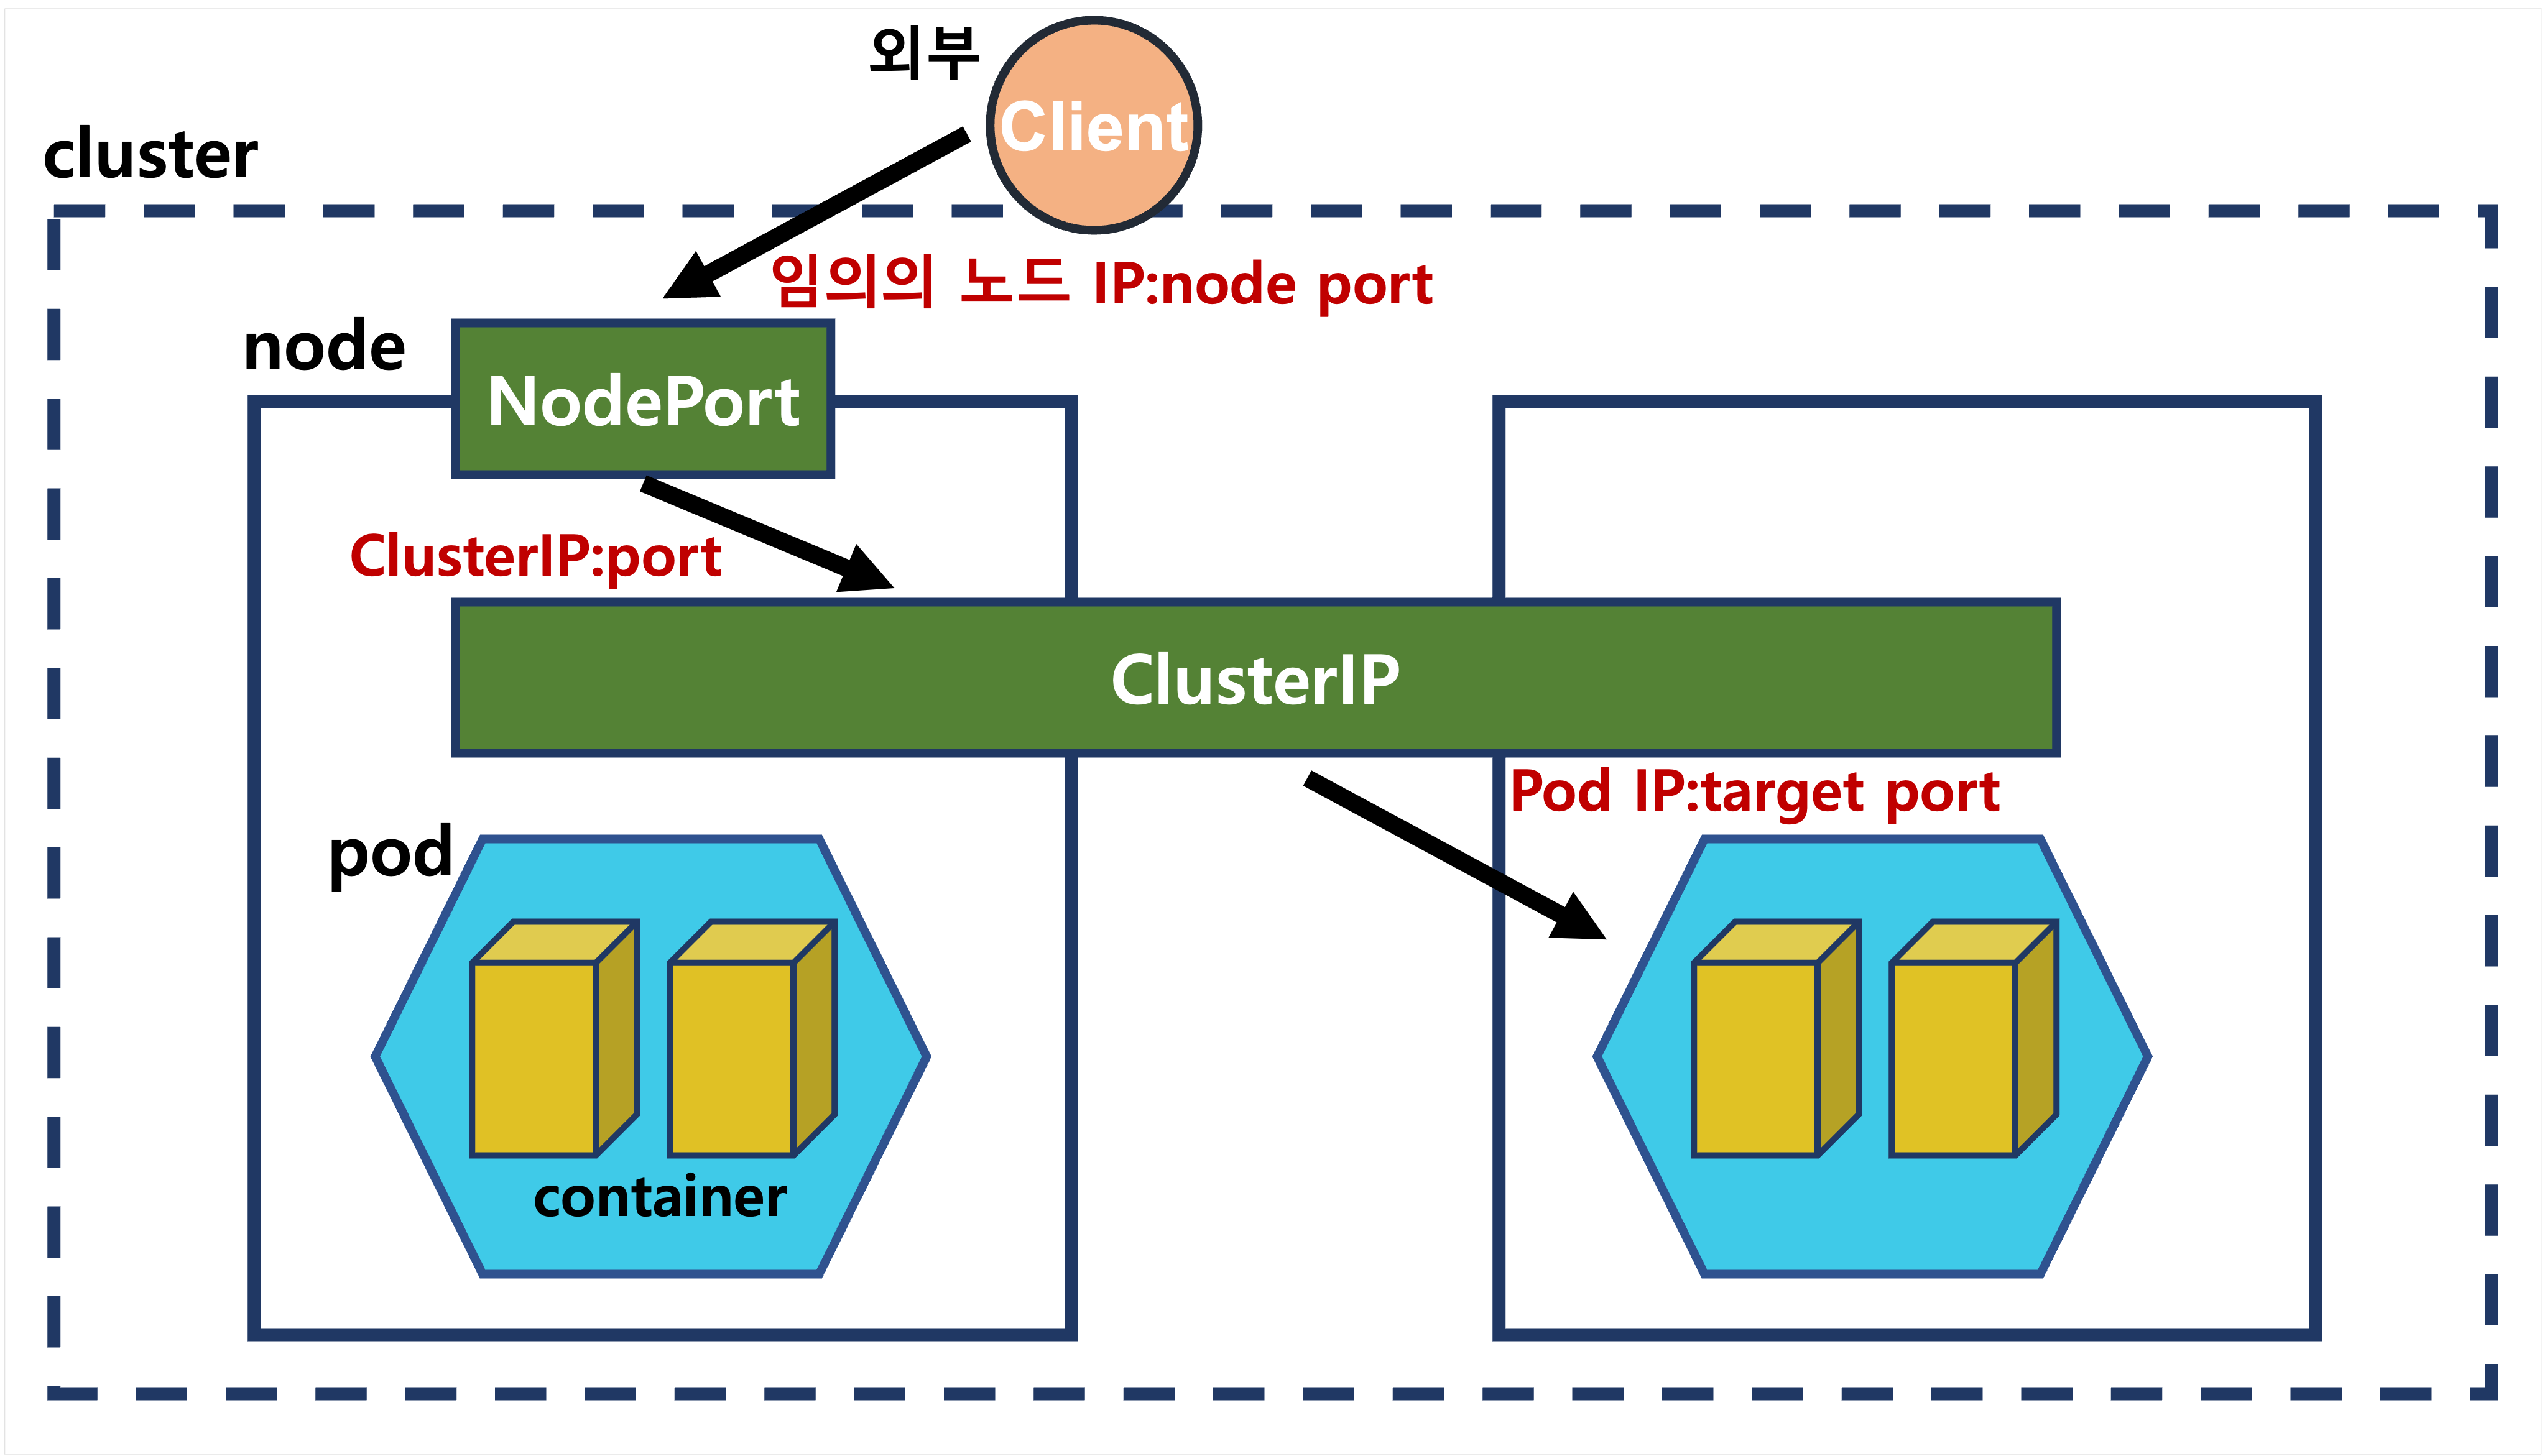 외부
Client
cluster
임의의 노드 IP:node port
node
NodePort
ClusterIP:port
ClusterIP
Pod IP:target port
pod
container